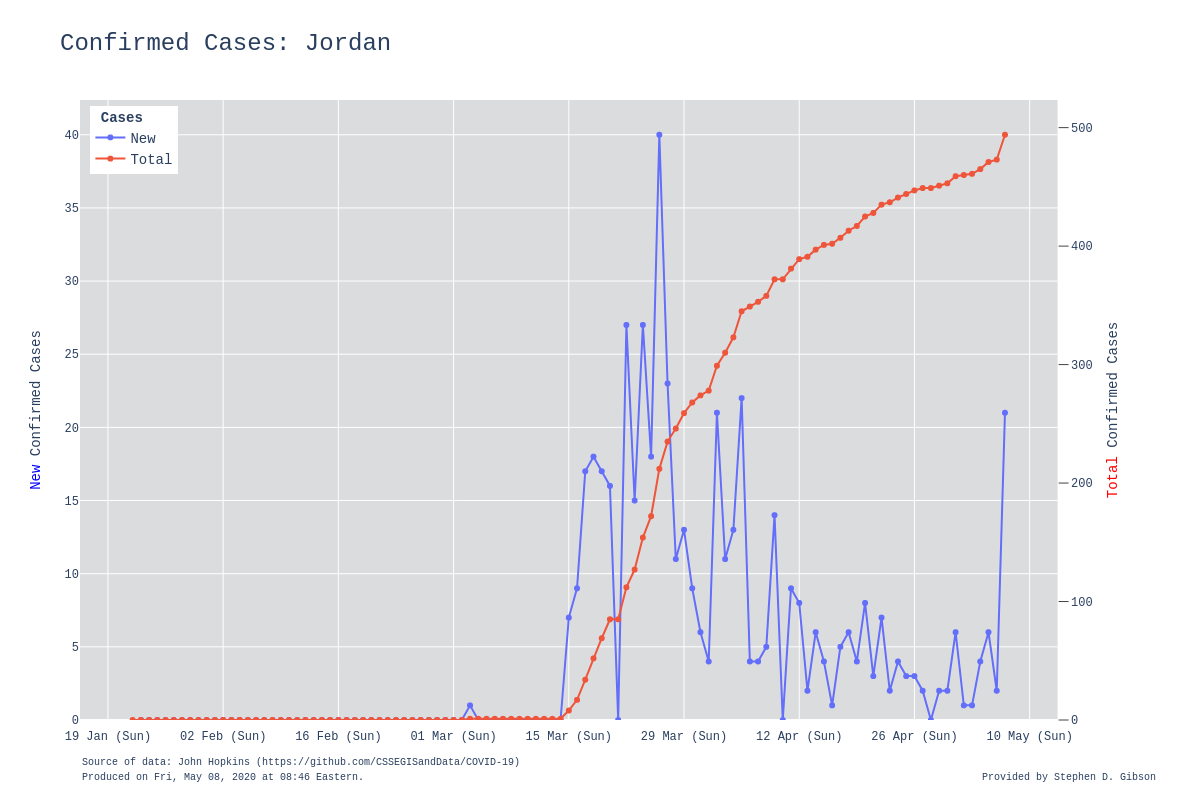 Confirmed Cases: Jordan
Cases
New
Total
40
35
30
25
20
15
10
5
0
New Confirmed Cases
500
400
300
200
100
0
Total Confirmed Cases
19 Jan (Sun) 02 Feb (Sun) 16 Feb (Sun) 01 Mar (Sun) 15 Mar (Sun) 29 Mar (Sun) 12 Apr (Sun) 26 Apr (Sun) 10 May (Sun)
Source of data: John Hopkins (https://github.com/CSSEGISandData/COVID-19)
Produced on Fri, May 08, 2020 at 08:46 Eastern.
Provided by Stephen D. Gibson